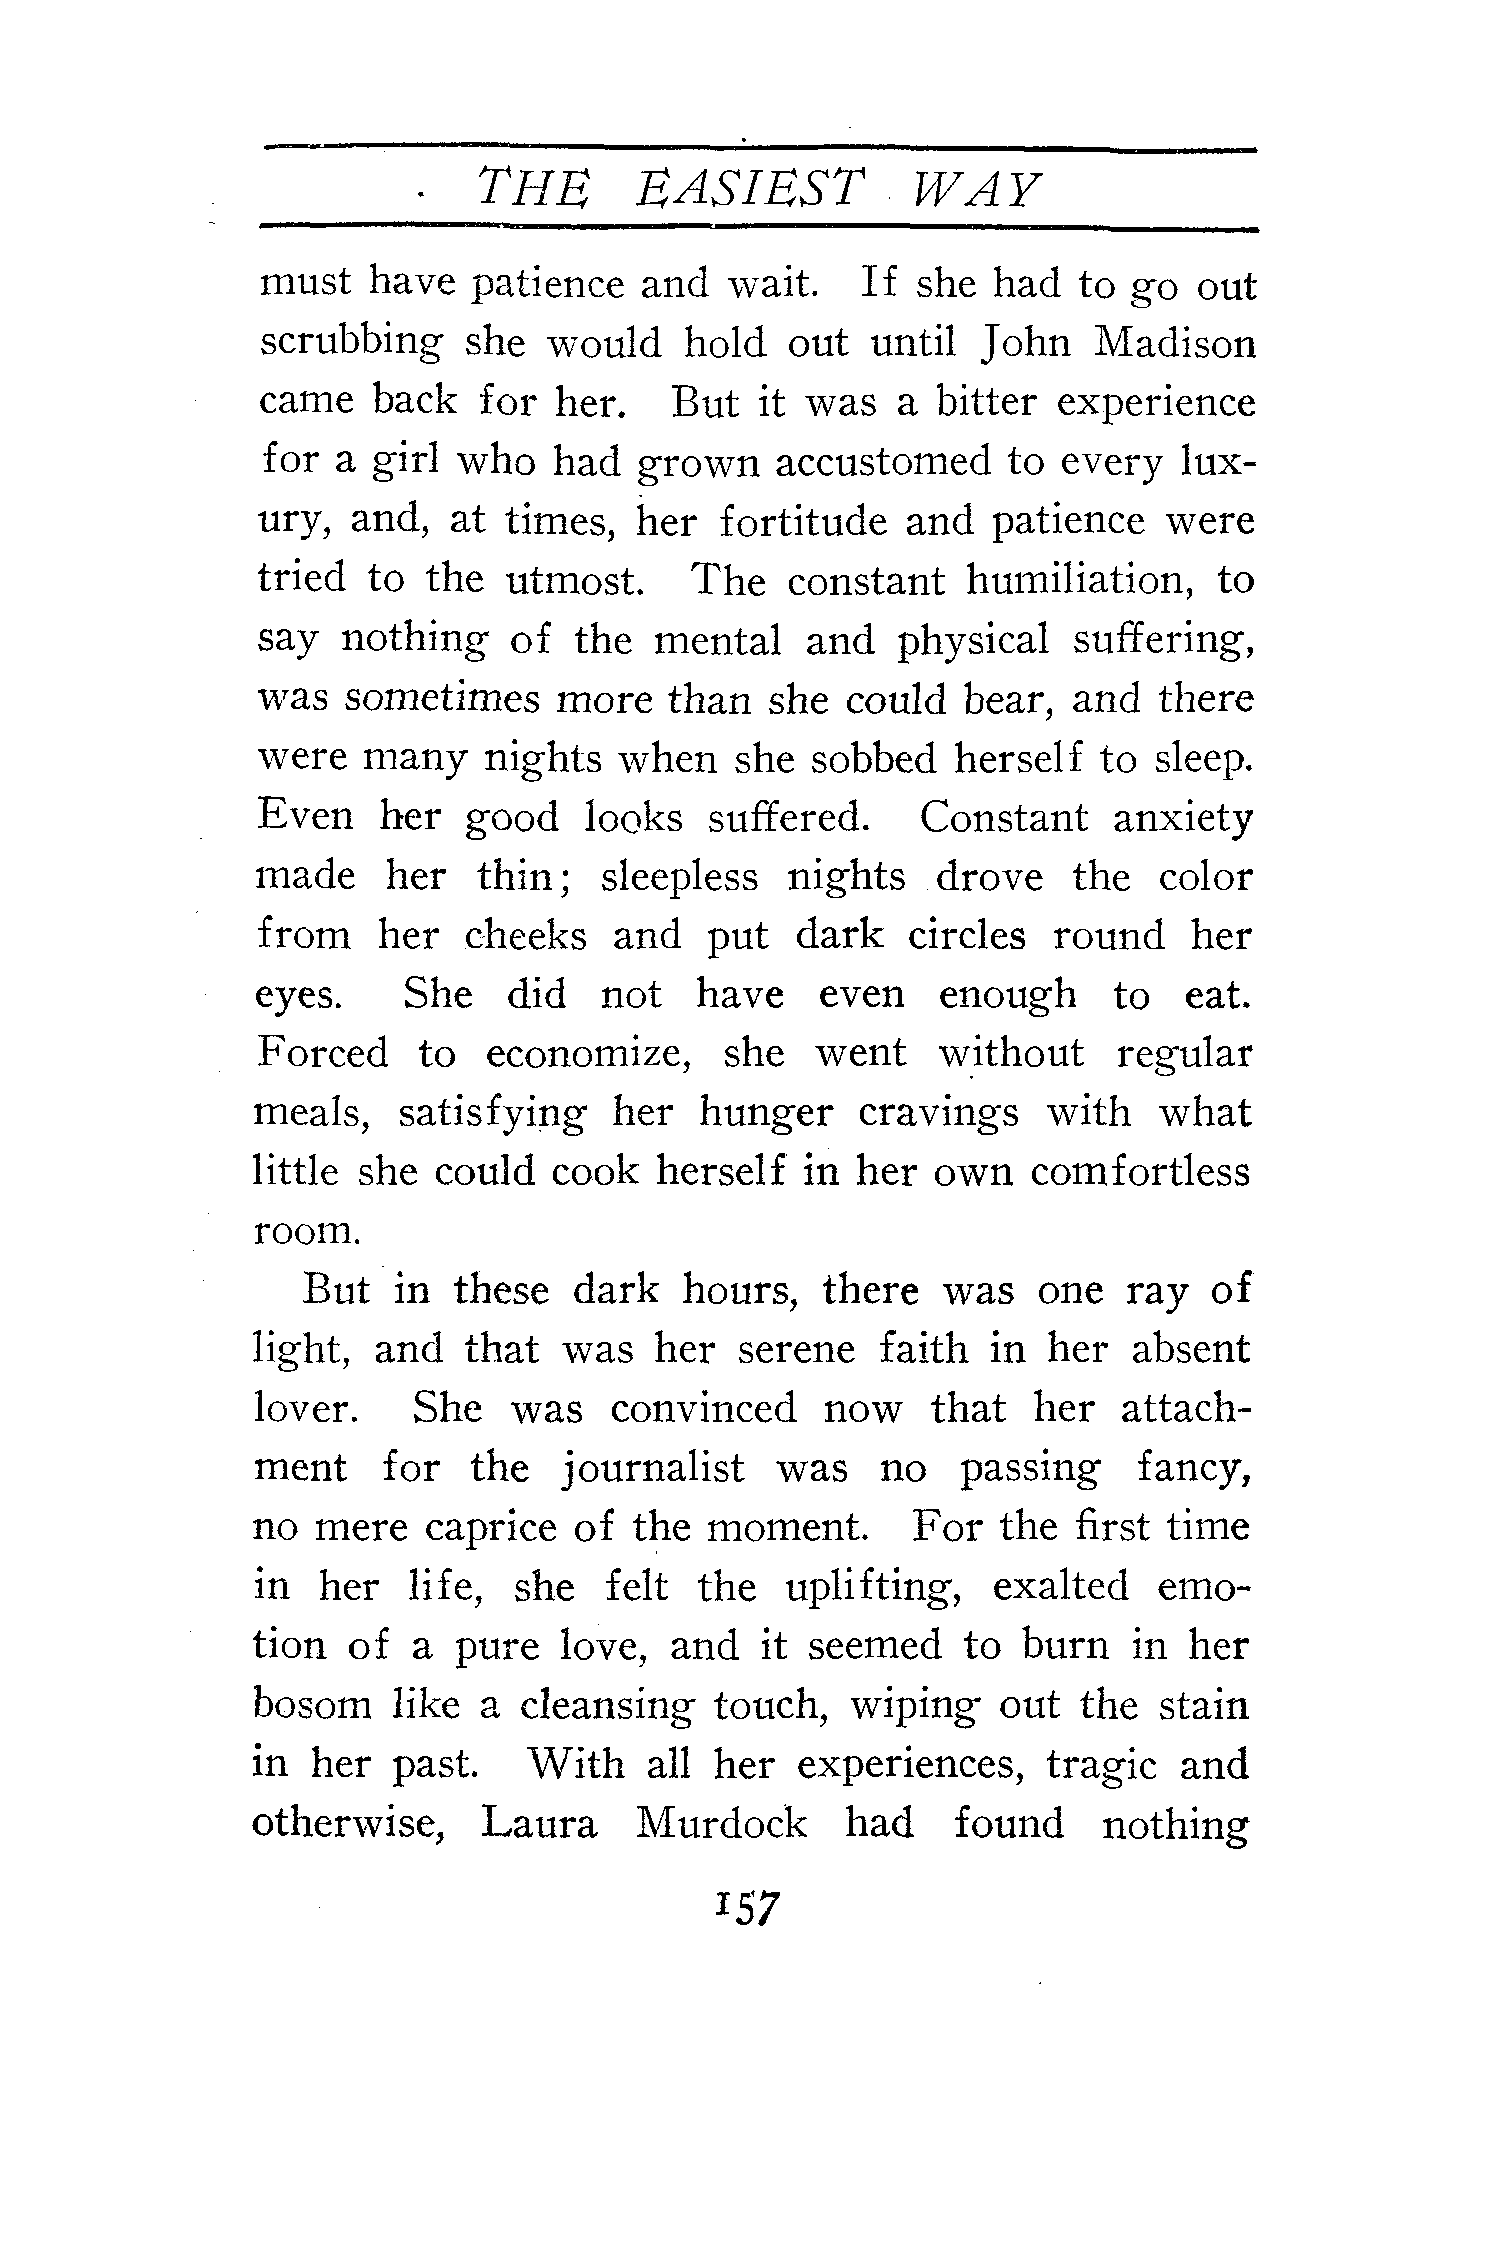 THE EASIEST WAY
must have patience and wait. If she had to go out
scrubbing she would hold out until John Madison
came back for her. But it was a bitter experience
for a girl who had grown accustomed to every lux-
ury, and, at times, her fortitude and patience were
tried to the utmost. The constant humiliation, to
say nothing of the mental and physical suffering,
was sometimes more than she could bear, and there
were many nights when she sobbed herself to sleep.
Even her good looks suffered. Constant anxiety
made her thin; sleepless nights drove the color
from her cheeks and put dark circles round her
eyes. She did not have even enough to eat.
Forced to economize, she went without regular
meals, satisfying her hunger cravings with what
little she could cook herself in her own comfortless
room.
But in these dark hours, there was one ray of
light, and that was her serene faith in her absent
lover. She was convinced now that her attach-
ment for the journalist was no passing fancy,
no mere caprice of the moment. For the first time
in her life, she felt the uplifting, exalted emo-
tion of a pure love, and it seemed to burn in her
bosom like a cleansing touch, wiping out the stain
in her past. With all her experiences, tragic and
otherwise, Laura Murdock had found nothing
157